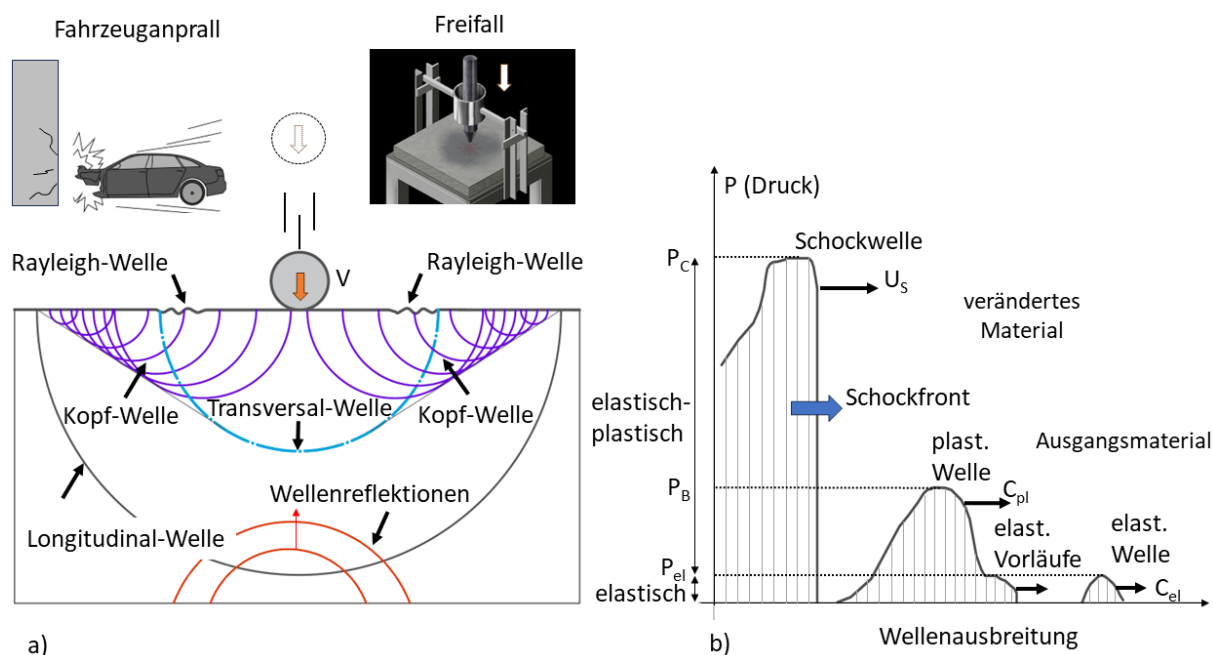 a)
Fahrzeuganprall
Freifall
Rayleigh-Welle
V
Rayleigh-Welle
Kopf-Welle
Transversal-Welle
Kopf-Welle
Wellenreflektionen
Longitudinal-Welle
a)
P (Druck)
P_C
Schockwelle
U_S
verändertes
Material
elastisch-
plastisch
Schockfront
plast.
Welle
Ausgangsmaterial
P_B
C_pl
elast.
Vorläufe
elast.
Welle
P_el
elastisch
C_el
b)
Wellenausbreitung